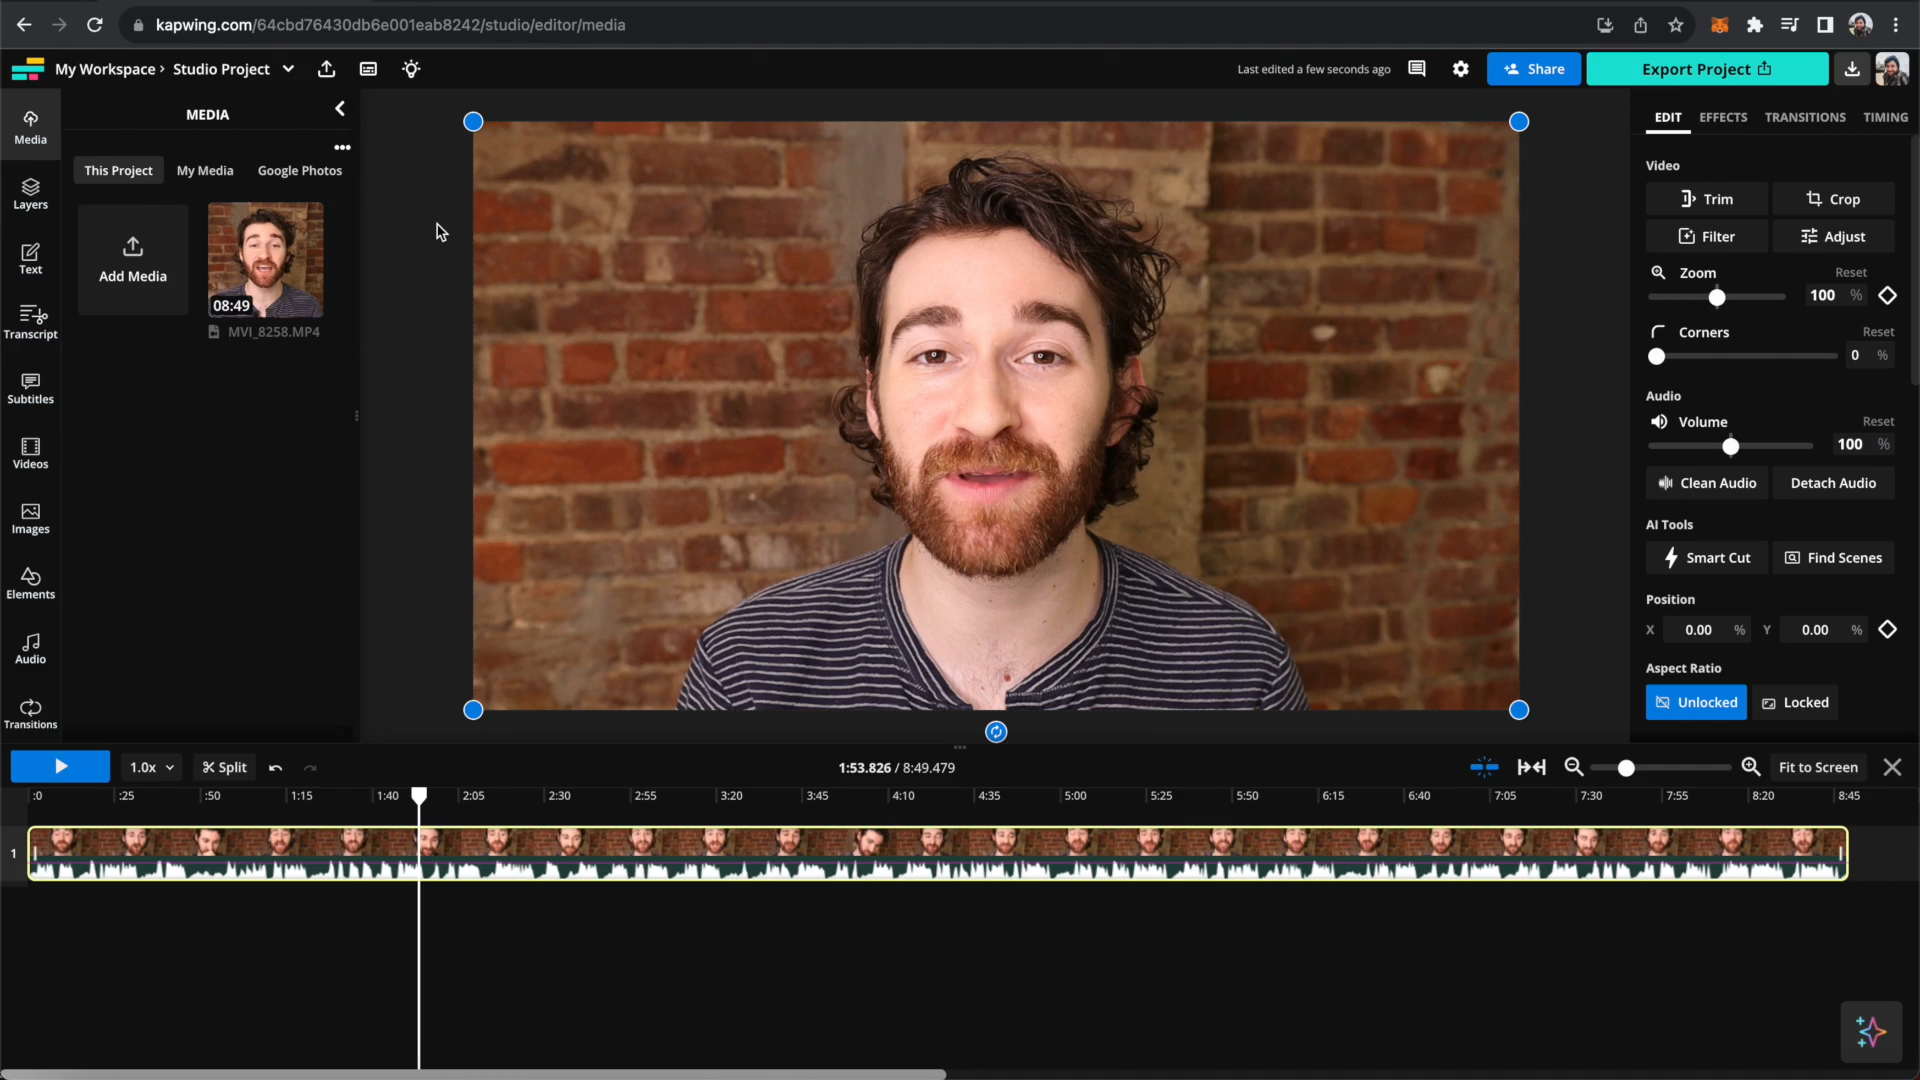 kapwing.com/64cbd76430db6e001eab8242/studio/editor/media
My Workspace › Studio Project
Last edited a few seconds ago
Share
Export Project
Media
Layers
Text
Transcript
Subtitles
Videos
Images
Elements
Audio
Transitions
MEDIA
This Project My Media Google Photos
Add Media
08:49
MVI_8258.MP4
EDIT EFFECTS TRANSITIONS TIMING
Video
Trim Crop
Filter Adjust
Zoom Reset
100 %
Corners Reset
0 %
Audio
Volume Reset
100 %
Clean Audio Detach Audio
AI Tools
Smart Cut Find Scenes
Position
X 0.00 % Y 0.00 %
Aspect Ratio
Unlocked Locked
1.0x Split 1:53.826 / 8:49.479 Fit to Screen
:0 :25 :50 1:15 1:40 2:05 2:30 2:55 3:20 3:45 4:10 4:35 5:00 5:25 5:50 6:15 6:40 7:05 7:30 7:55 8:20 8:45
1